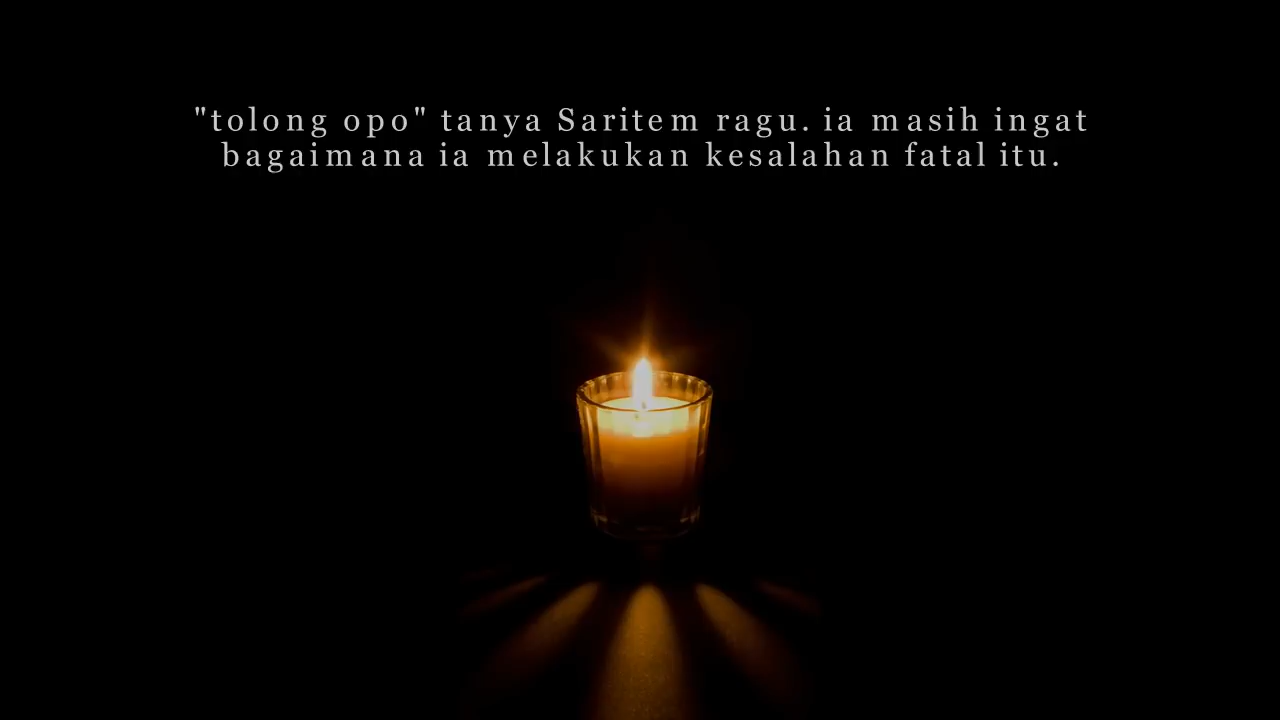 "tolong opo" tanya Saritem ragu. ia masih ingat
bagaimana ia melakukan kesalahan fatal itu.